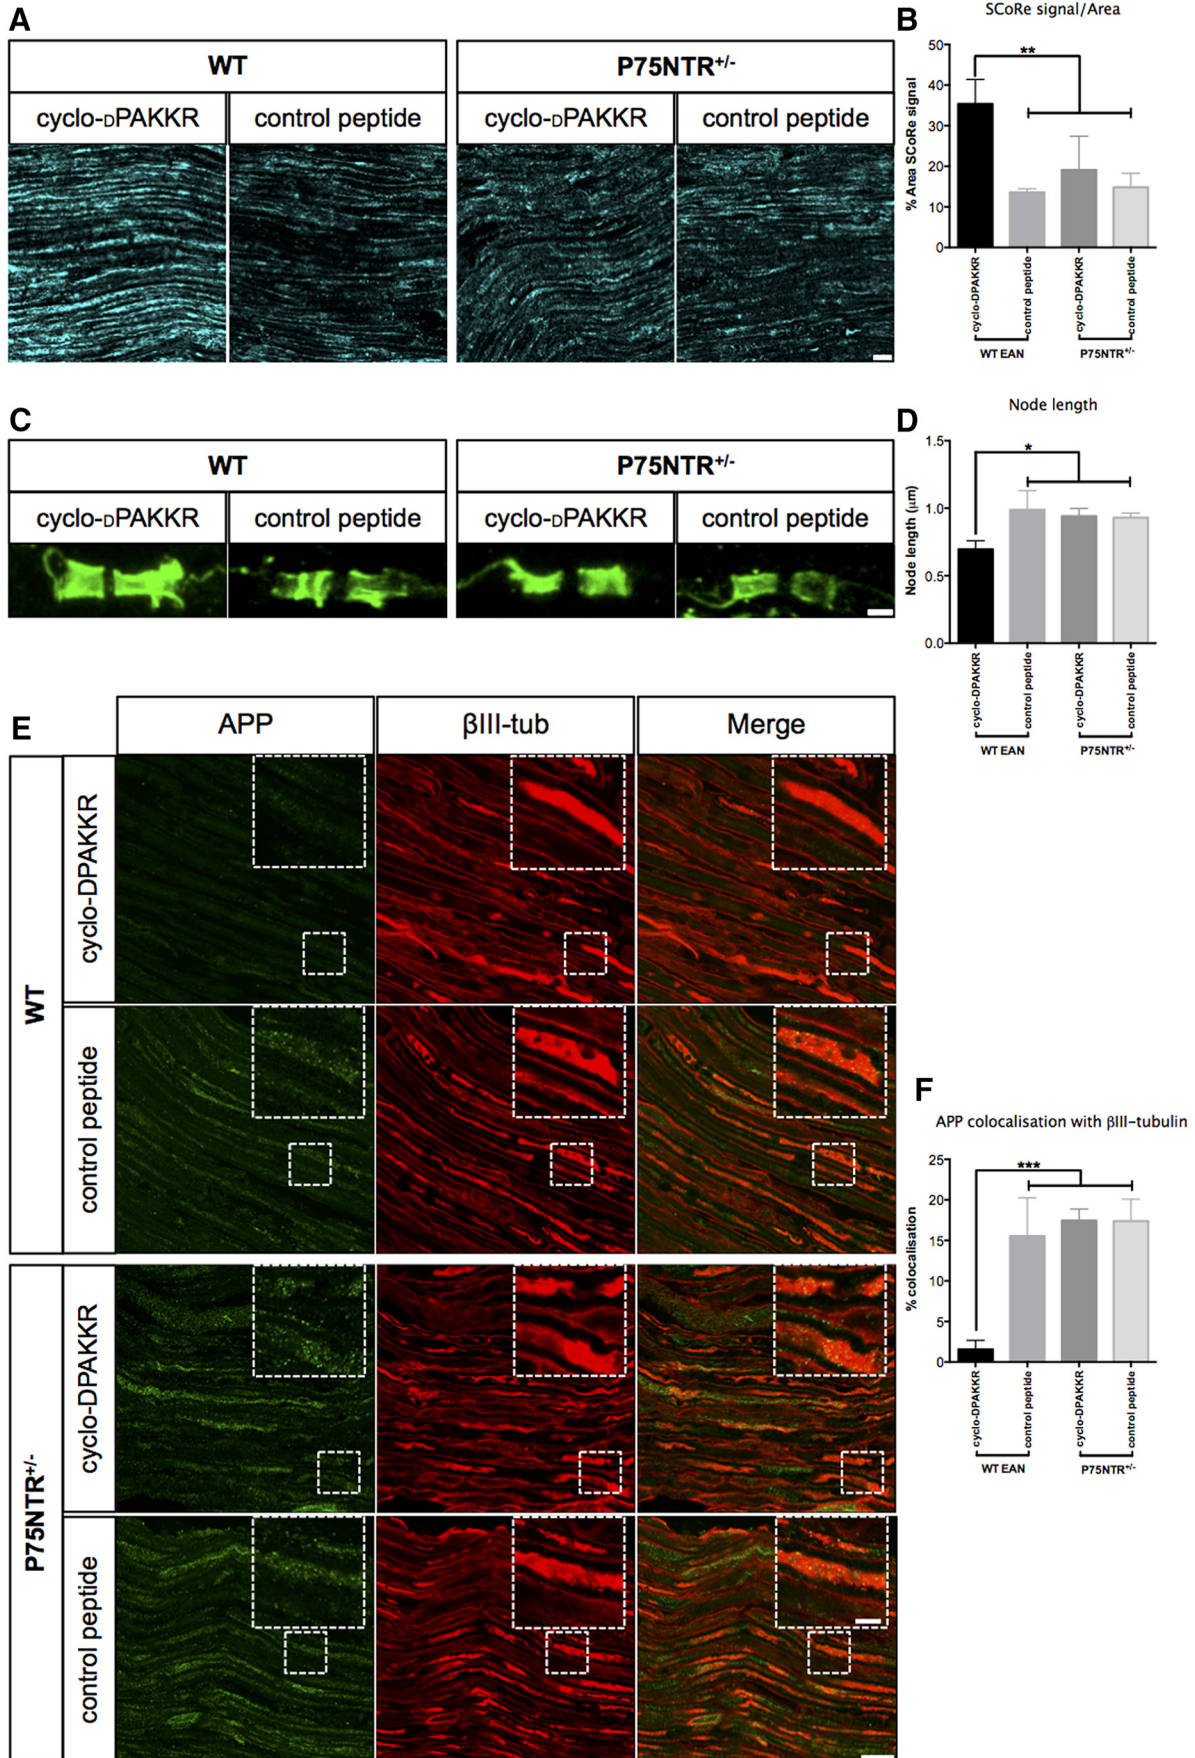 A
WT
P75NTR+/-
cyclo-DPAKKR
control peptide
cyclo-DPAKKR
control peptide
B
SCoRe signal/Area
% Area SCoRe signal
50
40
30
20
10
0
**
cyclo-DPAKKR
control peptide
cyclo-DPAKKR
control peptide
WT EAN
P75NTR+/-
C
WT
P75NTR+/-
cyclo-DPAKKR
control peptide
cyclo-DPAKKR
control peptide
D
Node length
Node length (μm)
1.5
1.0
0.5
0.0
*
cyclo-DPAKKR
control peptide
cyclo-DPAKKR
control peptide
WT EAN
P75NTR+/-
E
APP
βIII-tub
Merge
WT
cyclo-DPAKKR
control peptide
P75NTR+/-
cyclo-DPAKKR
control peptide
F
APP colocalisation with βIII-tubulin
% colocalisation
25
20
15
10
5
0
***
cyclo-DPAKKR
control peptide
cyclo-DPAKKR
control peptide
WT EAN
P75NTR+/-